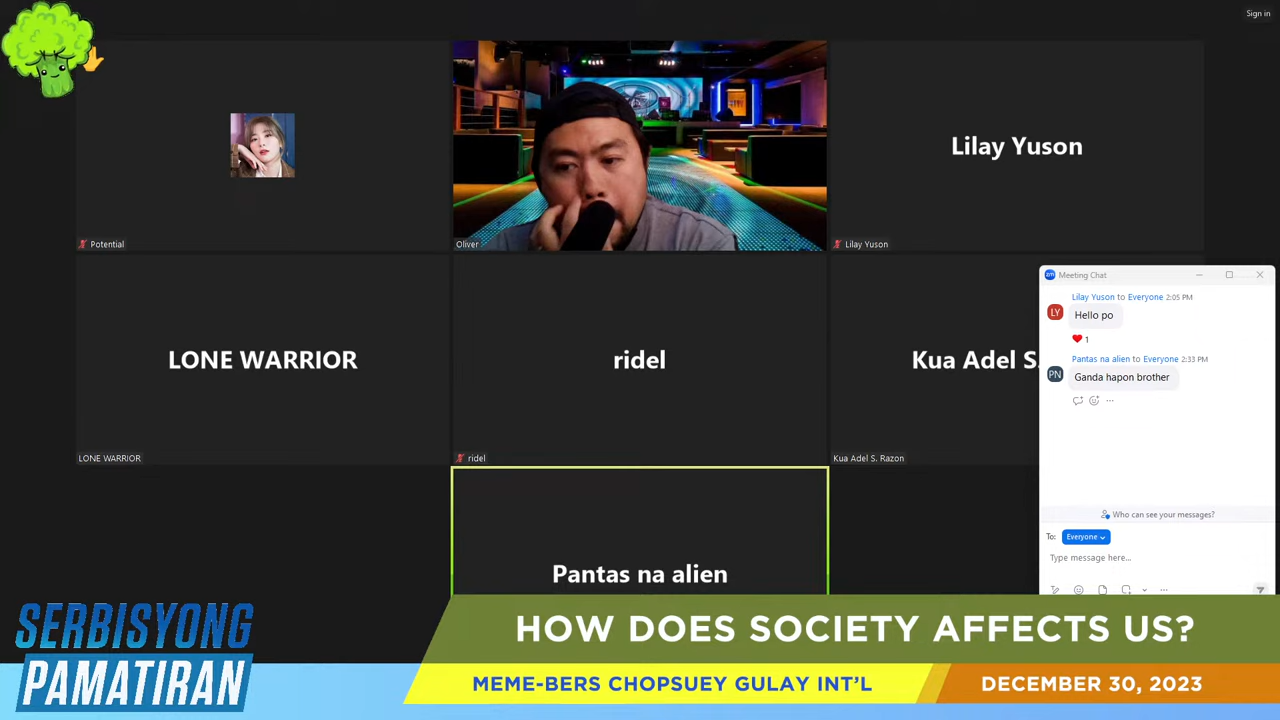 Sign in
Potential
Oliver
Lilay Yuson
Lilay Yuson
LONE WARRIOR
LONE WARRIOR
ridel
ridel
Kua Adel S.
Kua Adel S. Razon
Pantas na alien
Meeting Chat
Lilay Yuson to Everyone 2:05 PM
LY
Hello po
1
Pantas na alien to Everyone 2:33 PM
PN
Ganda hapon brother
Who can see your messages?
To: Everyone
Type message here...
SERBISYONG
PAMATIRAN
HOW DOES SOCIETY AFFECTS US?
MEME-BERS CHOPSUEY GULAY INT'L
DECEMBER 30, 2023